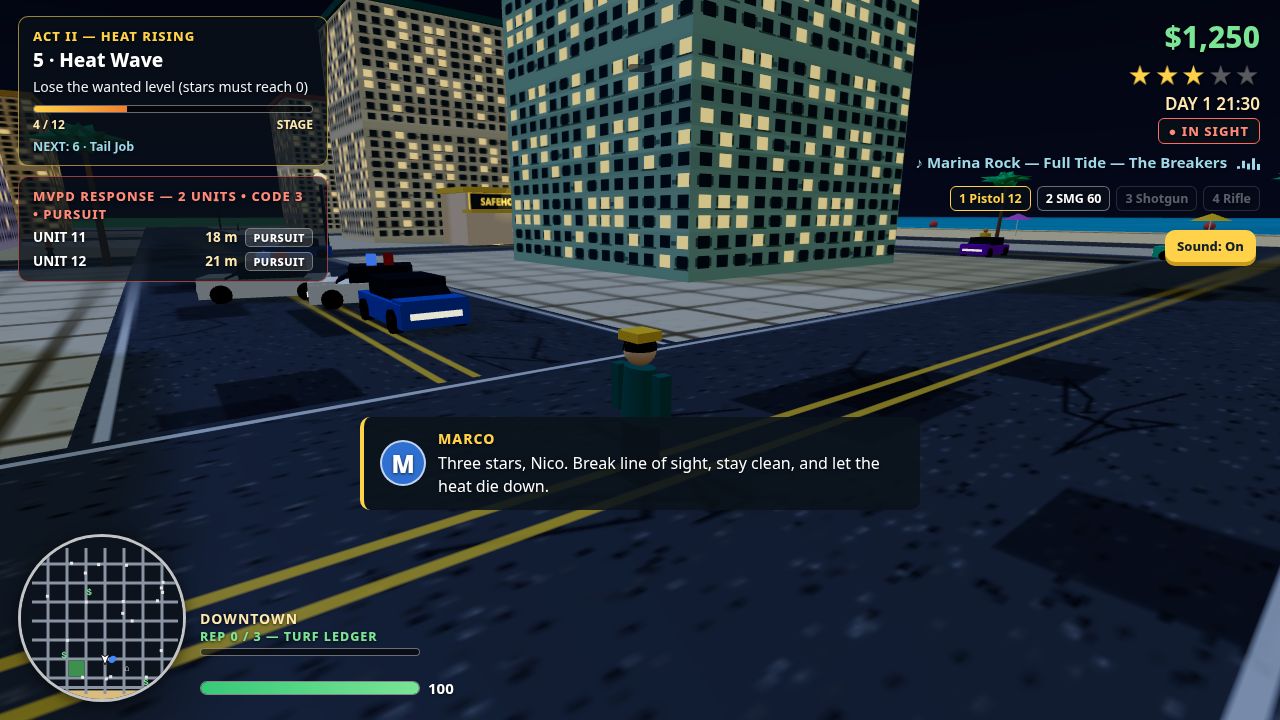 ACT II — HEAT RISING
5 · Heat Wave
Lose the wanted level (stars must reach 0)
4 / 12 STAGE
NEXT: 6 · Tail Job
MVPD RESPONSE — 2 UNITS • CODE 3
• PURSUIT
UNIT 11 18 m PURSUIT
UNIT 12 21 m PURSUIT
$1,250
★★★★★
DAY 1 21:30
● IN SIGHT
♪ Marina Rock — Full Tide — The Breakers
1 Pistol 12 2 SMG 60 3 Shotgun 4 Rifle
Sound: On
MARCO
M
Three stars, Nico. Break line of sight, stay clean, and let the
heat die down.
DOWNTOWN
REP 0 / 3 — TURF LEDGER
100